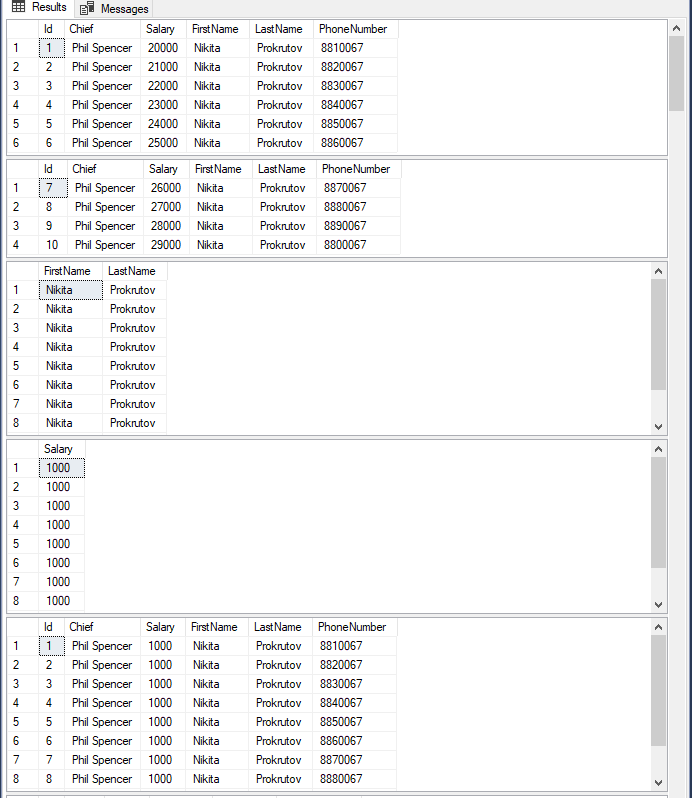 Results Messages
Id Chief Salary FirstName LastName PhoneNumber
1 1 Phil Spencer 20000 Nikita Prokrutov 8810067
2 2 Phil Spencer 21000 Nikita Prokrutov 8820067
3 3 Phil Spencer 22000 Nikita Prokrutov 8830067
4 4 Phil Spencer 23000 Nikita Prokrutov 8840067
5 5 Phil Spencer 24000 Nikita Prokrutov 8850067
6 6 Phil Spencer 25000 Nikita Prokrutov 8860067
Id Chief Salary FirstName LastName PhoneNumber
1 7 Phil Spencer 26000 Nikita Prokrutov 8870067
2 8 Phil Spencer 27000 Nikita Prokrutov 8880067
3 9 Phil Spencer 28000 Nikita Prokrutov 8890067
4 10 Phil Spencer 29000 Nikita Prokrutov 8800067
FirstName LastName
1 Nikita Prokrutov
2 Nikita Prokrutov
3 Nikita Prokrutov
4 Nikita Prokrutov
5 Nikita Prokrutov
6 Nikita Prokrutov
7 Nikita Prokrutov
8 Nikita Prokrutov
Salary
1 1000
2 1000
3 1000
4 1000
5 1000
6 1000
7 1000
8 1000
Id Chief Salary FirstName LastName PhoneNumber
1 1 Phil Spencer 1000 Nikita Prokrutov 8810067
2 2 Phil Spencer 1000 Nikita Prokrutov 8820067
3 3 Phil Spencer 1000 Nikita Prokrutov 8830067
4 4 Phil Spencer 1000 Nikita Prokrutov 8840067
5 5 Phil Spencer 1000 Nikita Prokrutov 8850067
6 6 Phil Spencer 1000 Nikita Prokrutov 8860067
7 7 Phil Spencer 1000 Nikita Prokrutov 8870067
8 8 Phil Spencer 1000 Nikita Prokrutov 8880067